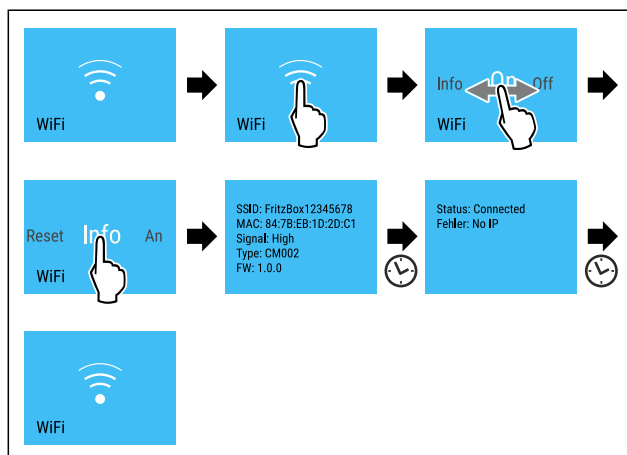 WiFi
WiFi
Info On Off
WiFi
Reset Info An
WiFi
SSID: FritzBox12345678
MAC: 84:7B:EB:1D:2D:C1
Signal: High
Type: CM002
FW: 1.0.0
Status: Connected
Fehler: No IP
WiFi